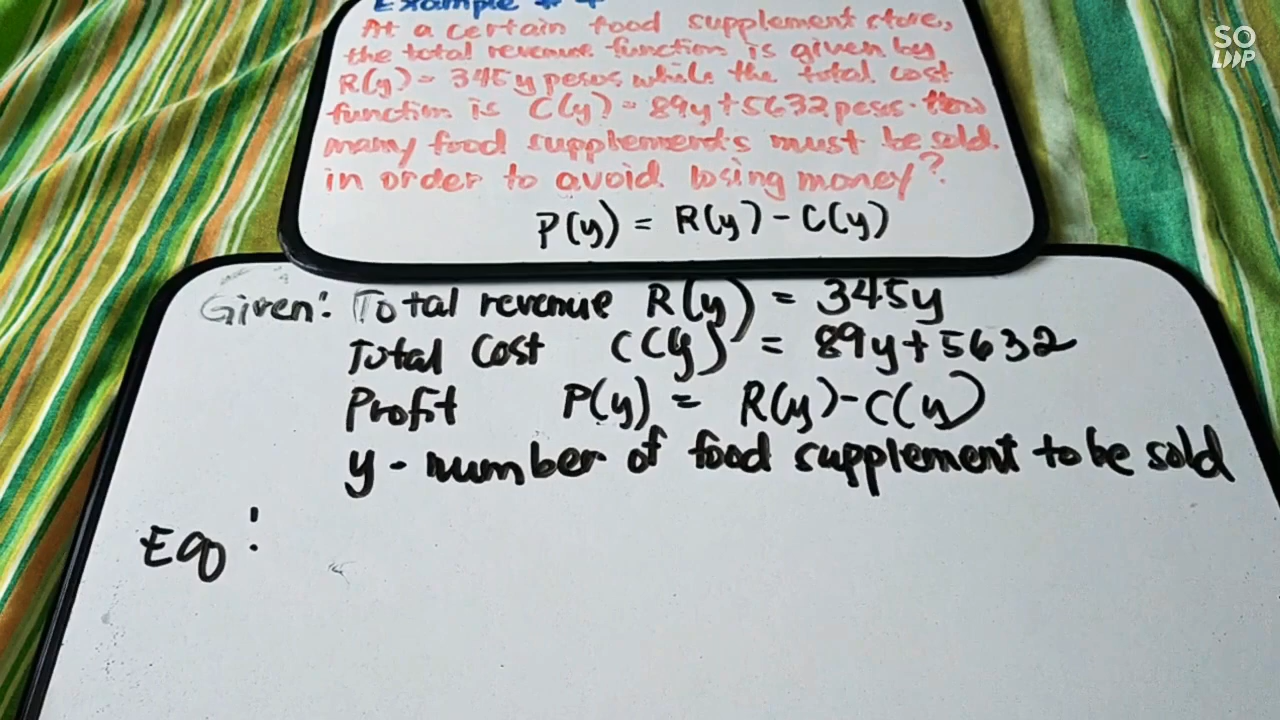 Example # 4
At a certain food supplement store,
the total revenue function is given by
R(y) = 345y pesos while the total cost
function is C(y) = 89y+5632 pesos. How
many food supplements must be sold
in order to avoid losing money?
P(y) = R(y) - C(y)
Given: Total revenue R(y) = 345y
Total Cost C(y) = 89y+5632
Profit P(y) = R(y)-C(y)
y - number of food supplement to be sold
Eq:
SO
LOOP